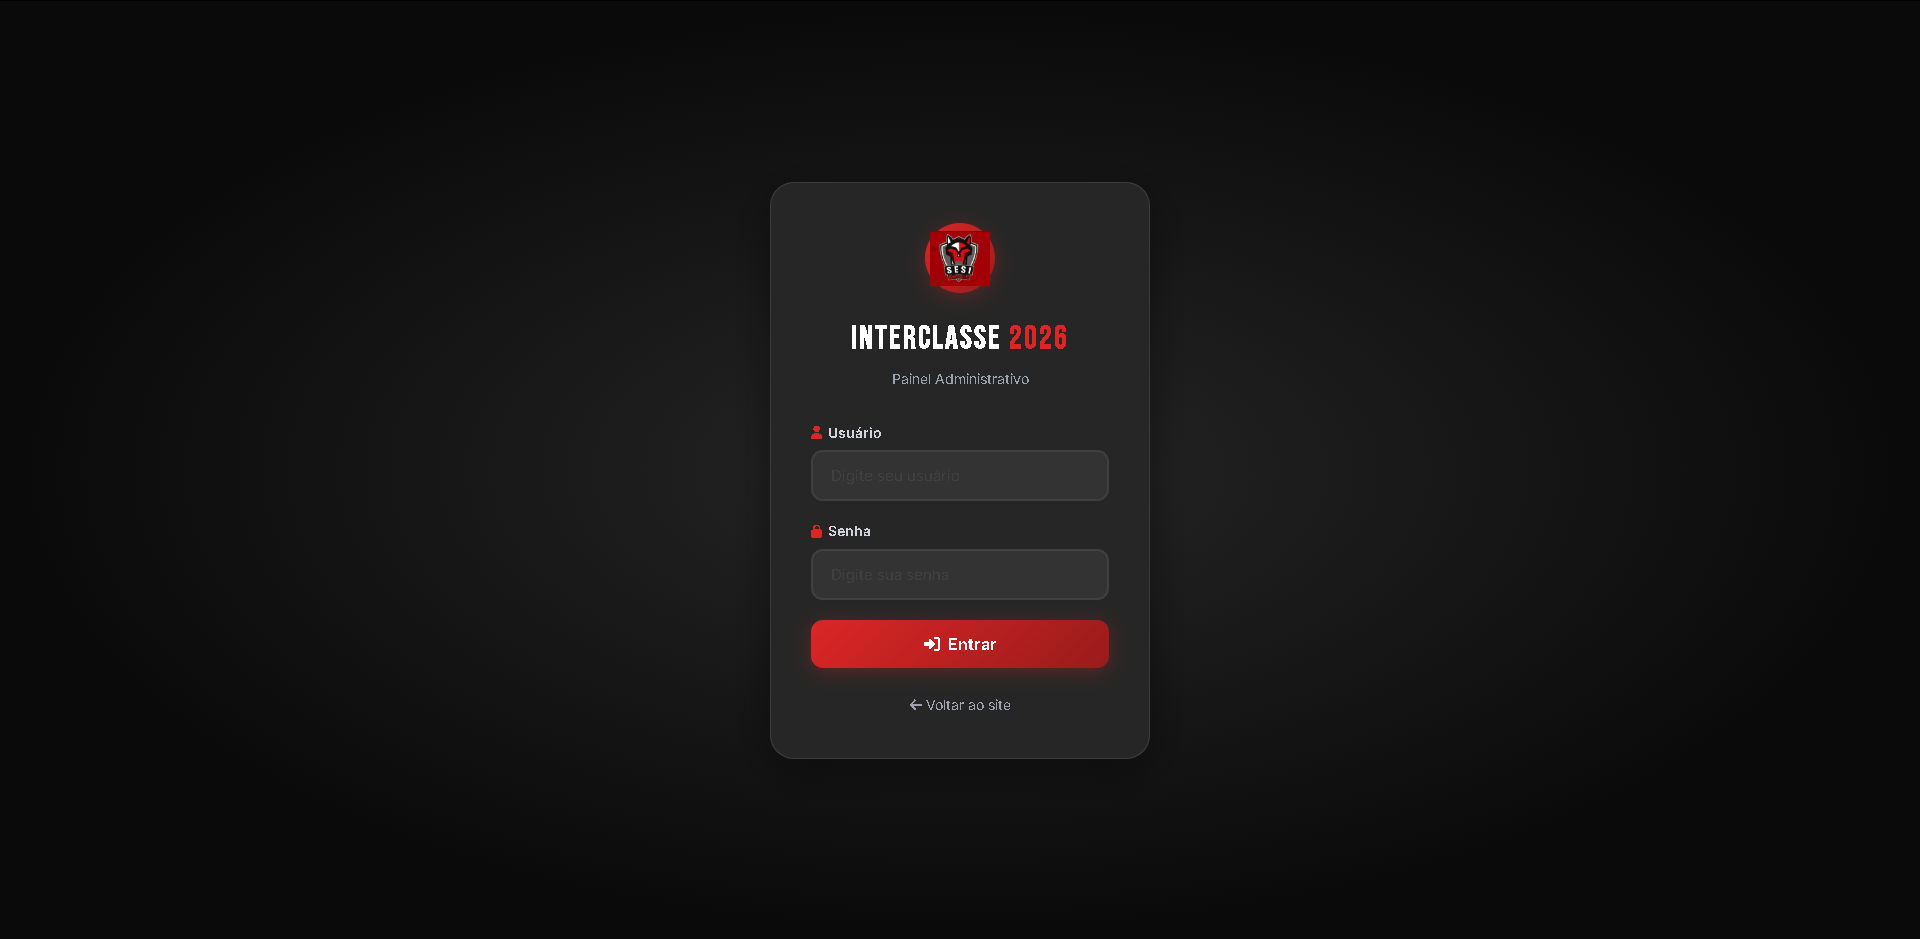 SESI
INTERCLASSE 2026
Painel Administrativo
Usuário
Digite seu usuário
Senha
Digite sua senha
Entrar
Voltar ao site